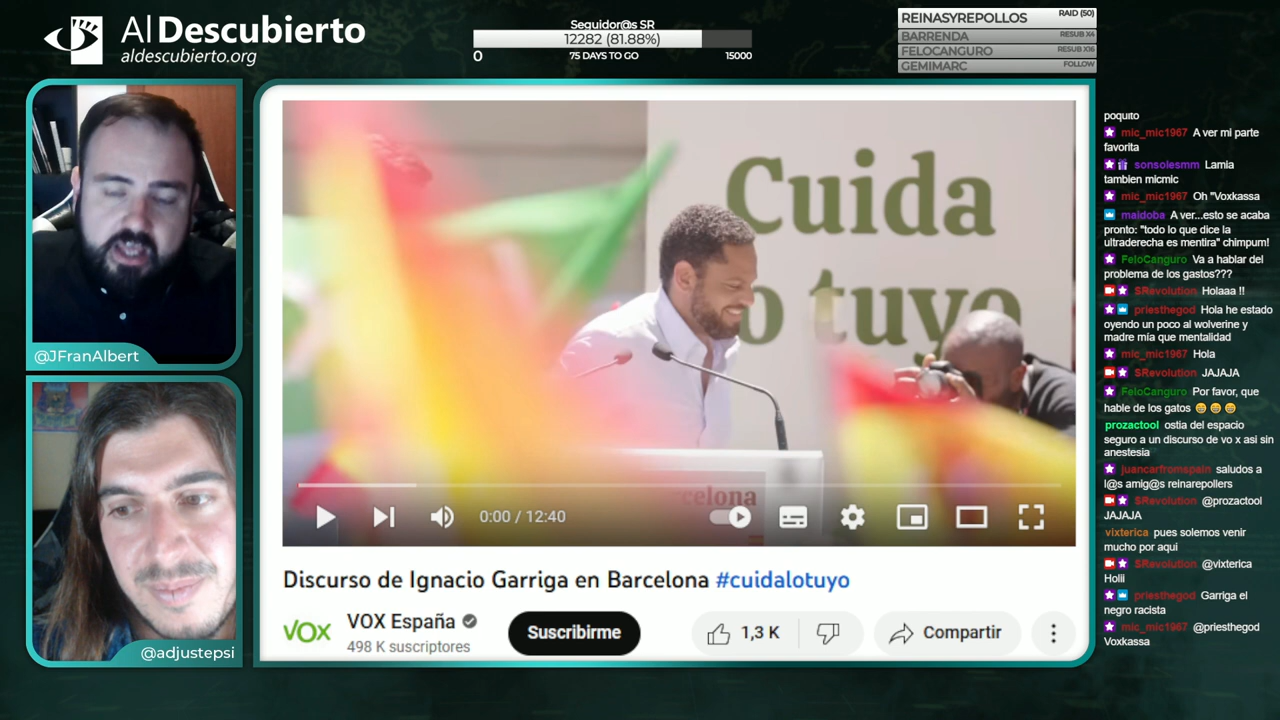 Al Descubierto
aldescubierto.org
Seguidor@s SR
12282 (81.88%)
0
75 DAYS TO GO
15000
REINASYREPOLLOS RAID (50)
BARRENDA RESUB X4
FELOCANGURO RESUB X16
GEMIMARC FOLLOW
@JFranAlbert
@adjustepsi
Cuida
lo tuyo
celona
0:00 / 12:40
Discurso de Ignacio Garriga en Barcelona #cuidalotuyo
VOX
VOX España
498 K suscriptores
Suscribirme
1,3 K
Compartir
poquito
mic_mic1967 A ver mi parte
favorita
sonsolesmm Lamia
tambien micmic
mic_mic1967 Oh "Voxkassa
maidoba A ver...esto se acaba
pronto: "todo lo que dice la
ultraderecha es mentira" chimpum!
FeloCanguro Va a hablar del
problema de los gastos???
SRevolution Holaaa !!
priesthegod Hola he estado
oyendo un poco al wolverine y
madre mía que mentalidad
mic_mic1967 Hola
SRevolution JAJAJA
FeloCanguro Por favor, que
hable de los gatos
prozactool ostia del espacio
seguro a un discurso de vo x asi sin
anestesia
juancarfromspain saludos a
l@s amig@s reinarepollers
SRevolution @prozactool
JAJAJA
vixterica pues solemos venir
mucho por aqui
SRevolution @vixterica
Holii
priesthegod Garriga el
negro racista
mic_mic1967 @priesthegod
Voxkassa